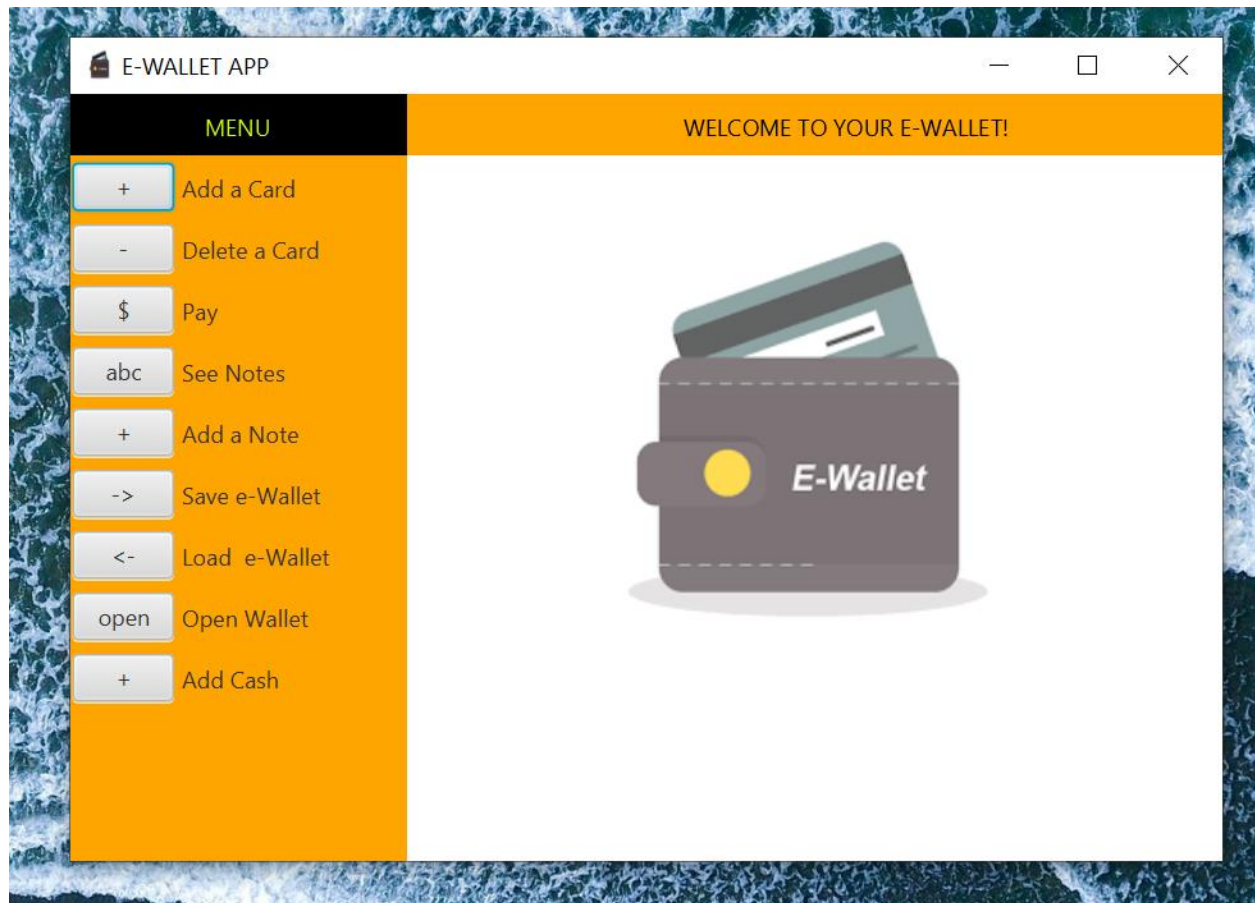 E-WALLET APP
MENU
WELCOME TO YOUR E-WALLET!
+ Add a Card
- Delete a Card
$ Pay
abc See Notes
+ Add a Note
-> Save e-Wallet
<- Load  e-Wallet
open Open Wallet
+ Add Cash
E-Wallet